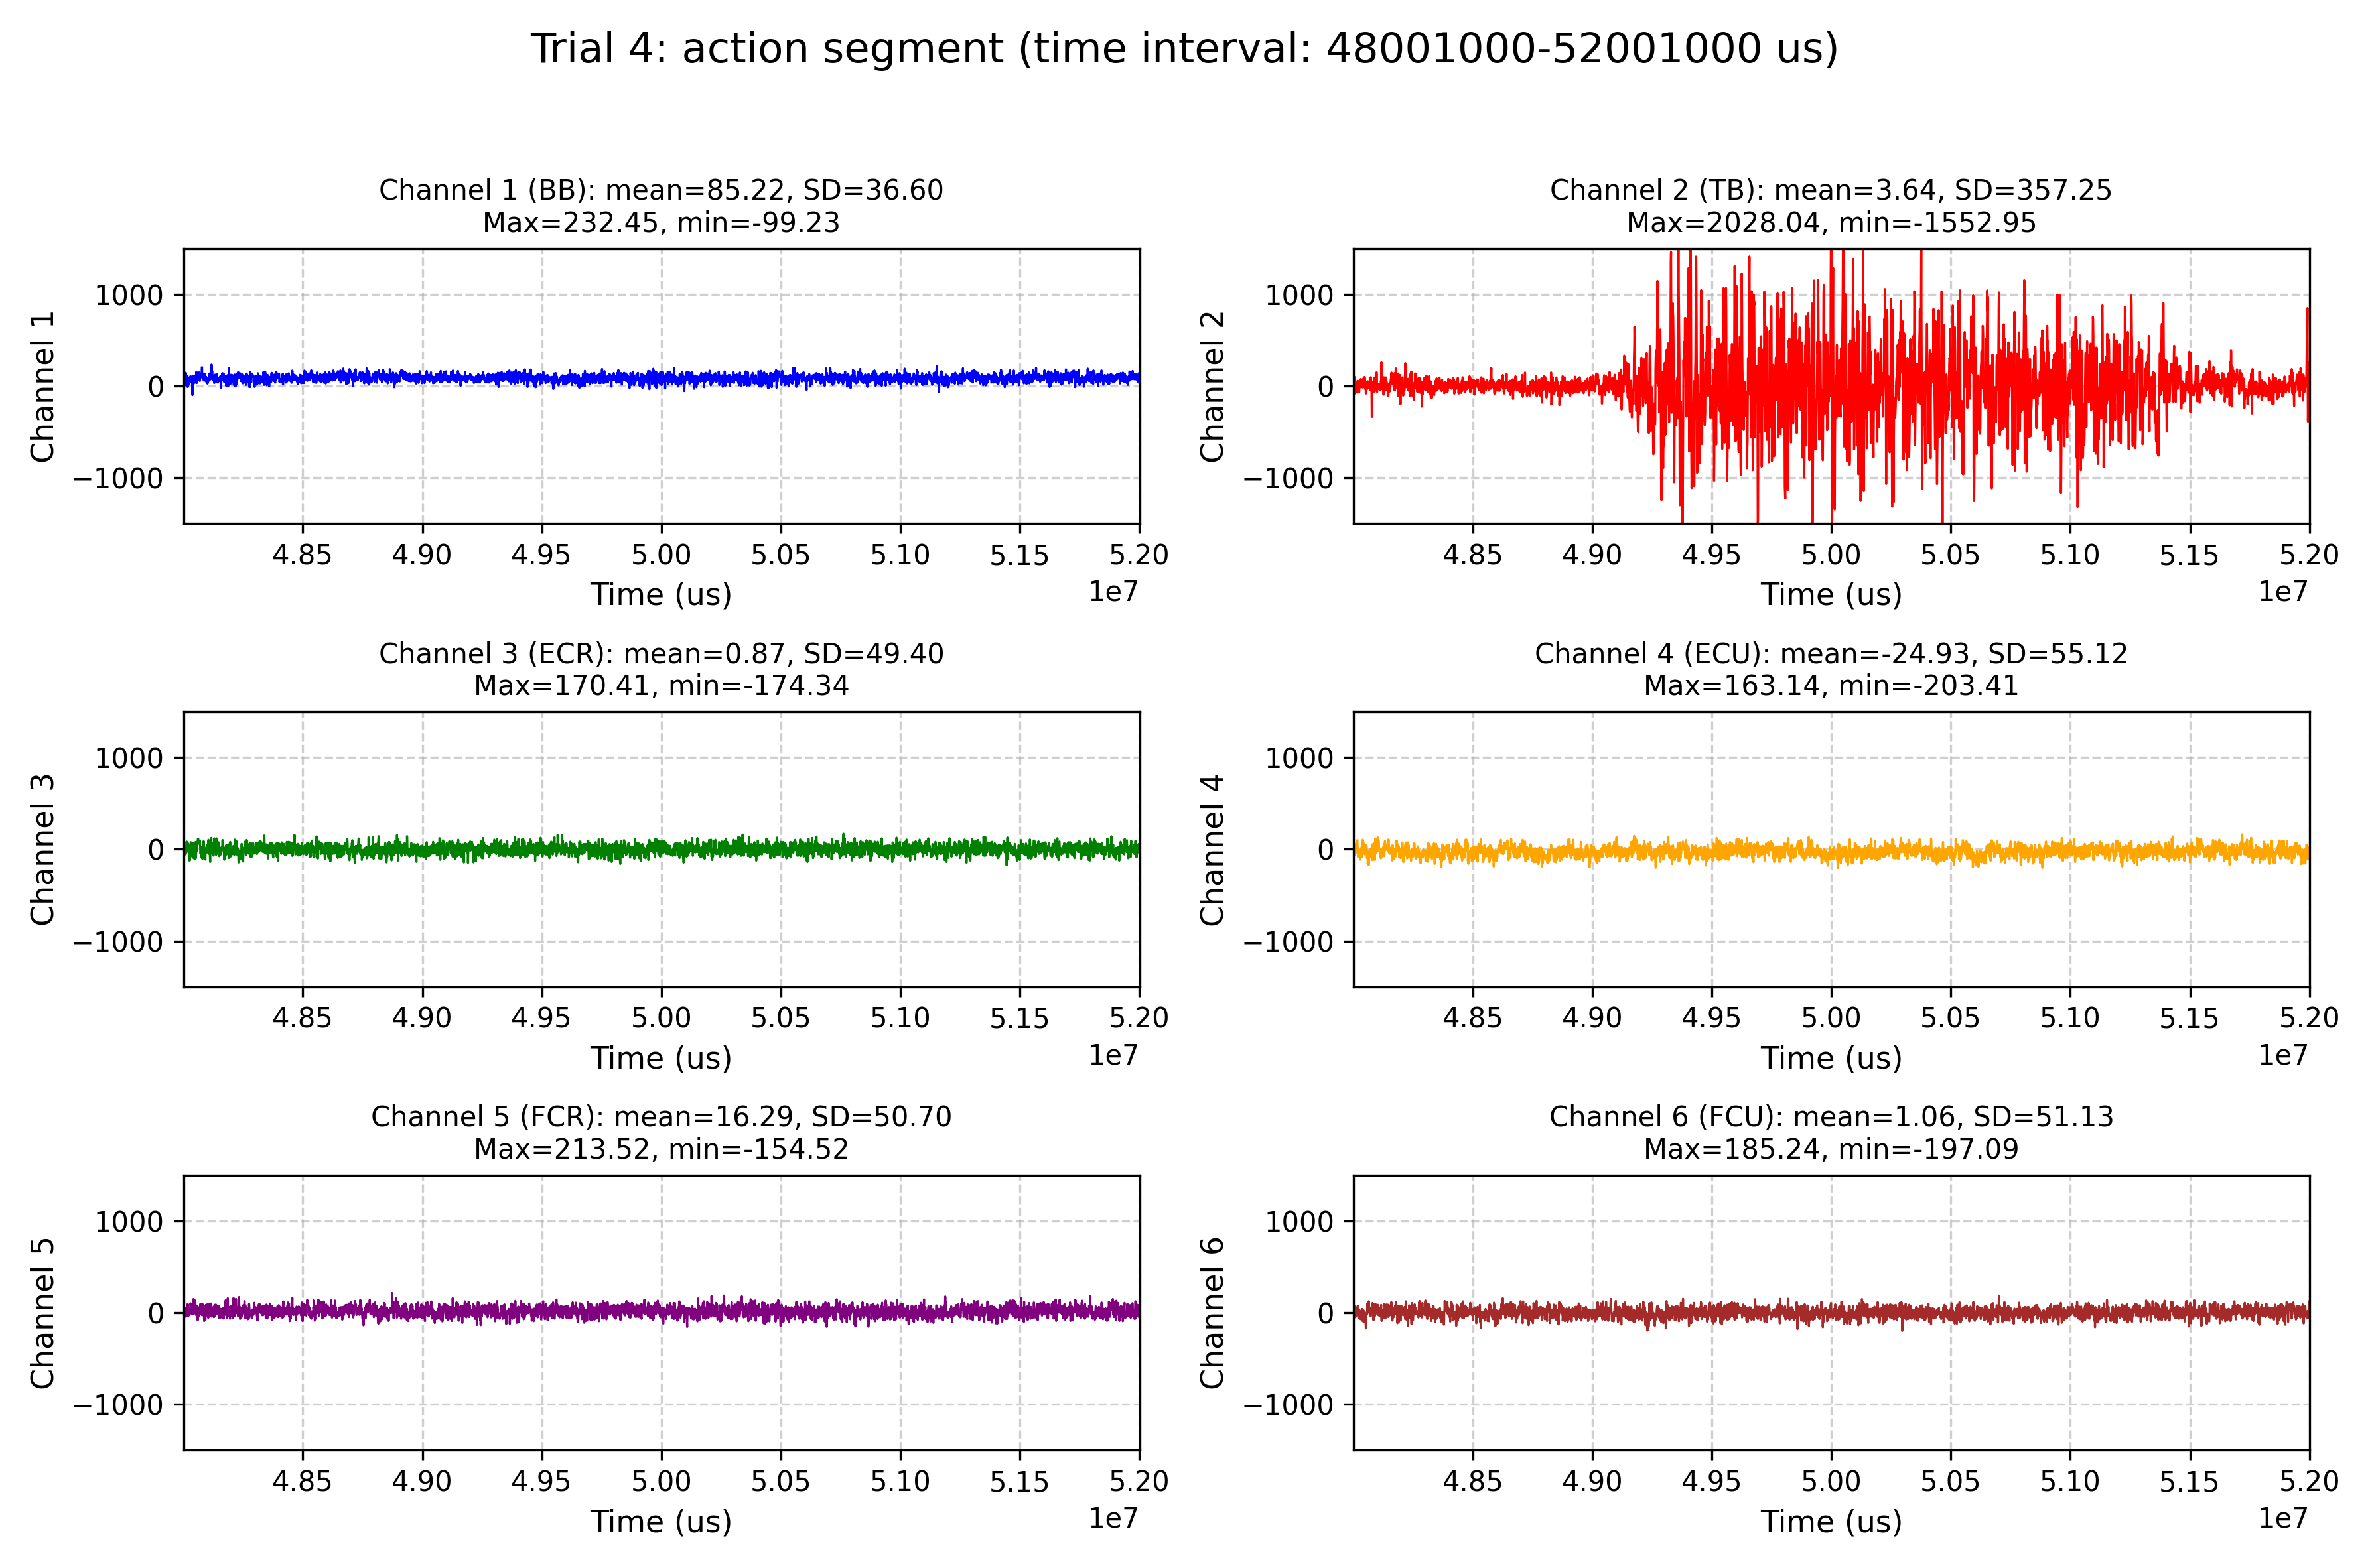 Trial 4: action segment (time interval: 48001000-52001000 us)
Channel 1 (BB): mean=85.22, SD=36.60
Max=232.45, min=-99.23
Channel 1
1000
0
−1000
4.85 4.90 4.95 5.00 5.05 5.10 5.15 5.20
Time (us)
1e7
Channel 2 (TB): mean=3.64, SD=357.25
Max=2028.04, min=-1552.95
Channel 2
1000
0
−1000
4.85 4.90 4.95 5.00 5.05 5.10 5.15 5.20
Time (us)
1e7
Channel 3 (ECR): mean=0.87, SD=49.40
Max=170.41, min=-174.34
Channel 3
1000
0
−1000
4.85 4.90 4.95 5.00 5.05 5.10 5.15 5.20
Time (us)
1e7
Channel 4 (ECU): mean=-24.93, SD=55.12
Max=163.14, min=-203.41
Channel 4
1000
0
−1000
4.85 4.90 4.95 5.00 5.05 5.10 5.15 5.20
Time (us)
1e7
Channel 5 (FCR): mean=16.29, SD=50.70
Max=213.52, min=-154.52
Channel 5
1000
0
−1000
4.85 4.90 4.95 5.00 5.05 5.10 5.15 5.20
Time (us)
1e7
Channel 6 (FCU): mean=1.06, SD=51.13
Max=185.24, min=-197.09
Channel 6
1000
0
−1000
4.85 4.90 4.95 5.00 5.05 5.10 5.15 5.20
Time (us)
1e7